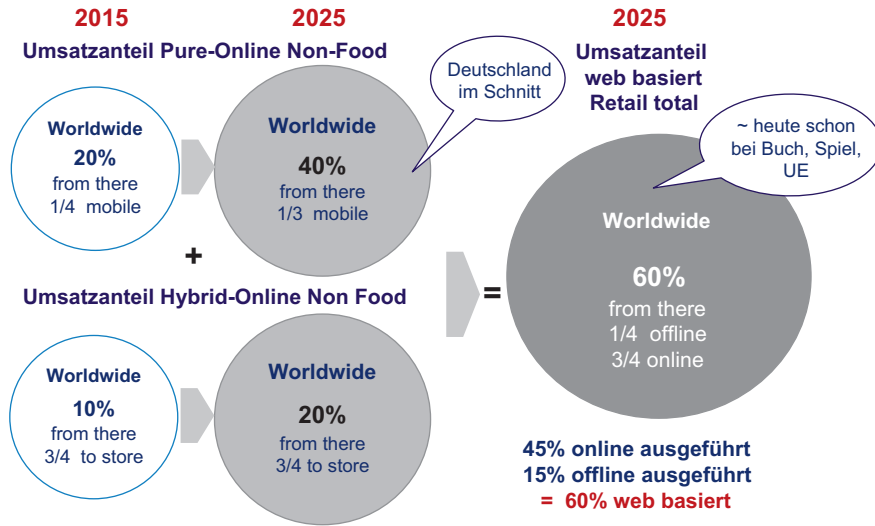 2015
2025
2025
Umsatzanteil Pure-Online Non-Food
Worldwide
20%
from there
1/4 mobile
Worldwide
40%
from there
1/3 mobile
Deutschland
im Schnitt
+
Umsatzanteil Hybrid-Online Non Food
Worldwide
10%
from there
3/4 to store
Worldwide
20%
from there
3/4 to store
=
Umsatzanteil
web basiert
Retail total
~ heute schon
bei Buch, Spiel,
UE
Worldwide
60%
from there
1/4 offline
3/4 online
45% online ausgeführt
15% offline ausgeführt
= 60% web basiert